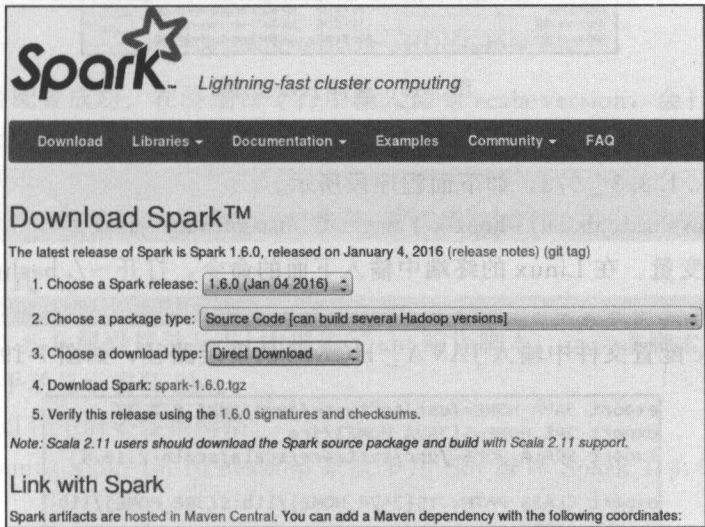 Spark™ Lightning-fast cluster computing
Download Libraries Documentation Examples Community FAQ
Download Spark™
The latest release of Spark is Spark 1.6.0, released on January 4, 2016 (release notes) (git tag)
1. Choose a Spark release: 1.6.0 (Jan 04 2016)
2. Choose a package type: Source Code [can build several Hadoop versions]
3. Choose a download type: Direct Download
4. Download Spark: spark-1.6.0.tgz
5. Verify this release using the 1.6.0 signatures and checksums.
Note: Scala 2.11 users should download the Spark source package and build with Scala 2.11 support.
Link with Spark
Spark artifacts are hosted in Maven Central. You can add a Maven dependency with the following coordinates: